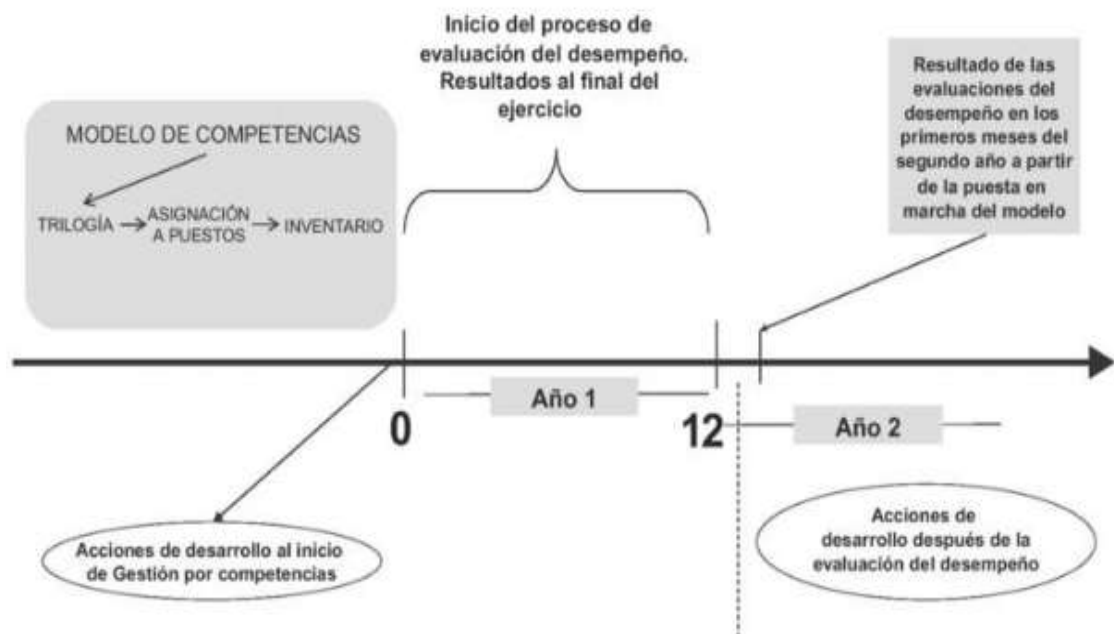 Inicio del proceso de
evaluación del desempeño.
Resultados al final del
ejercicio
Resultado de las
evaluaciones del
desempeño en los
primeros meses del
segundo año a partir
de la puesta en
marcha del modelo
MODELO DE COMPETENCIAS
TRILOGÍA
ASIGNACIÓN
A PUESTOS
INVENTARIO
Año 1
0
12
Año 2
Acciones de desarrollo al inicio
de Gestión por competencias
Acciones de
desarrollo después de la
evaluación del desempeño